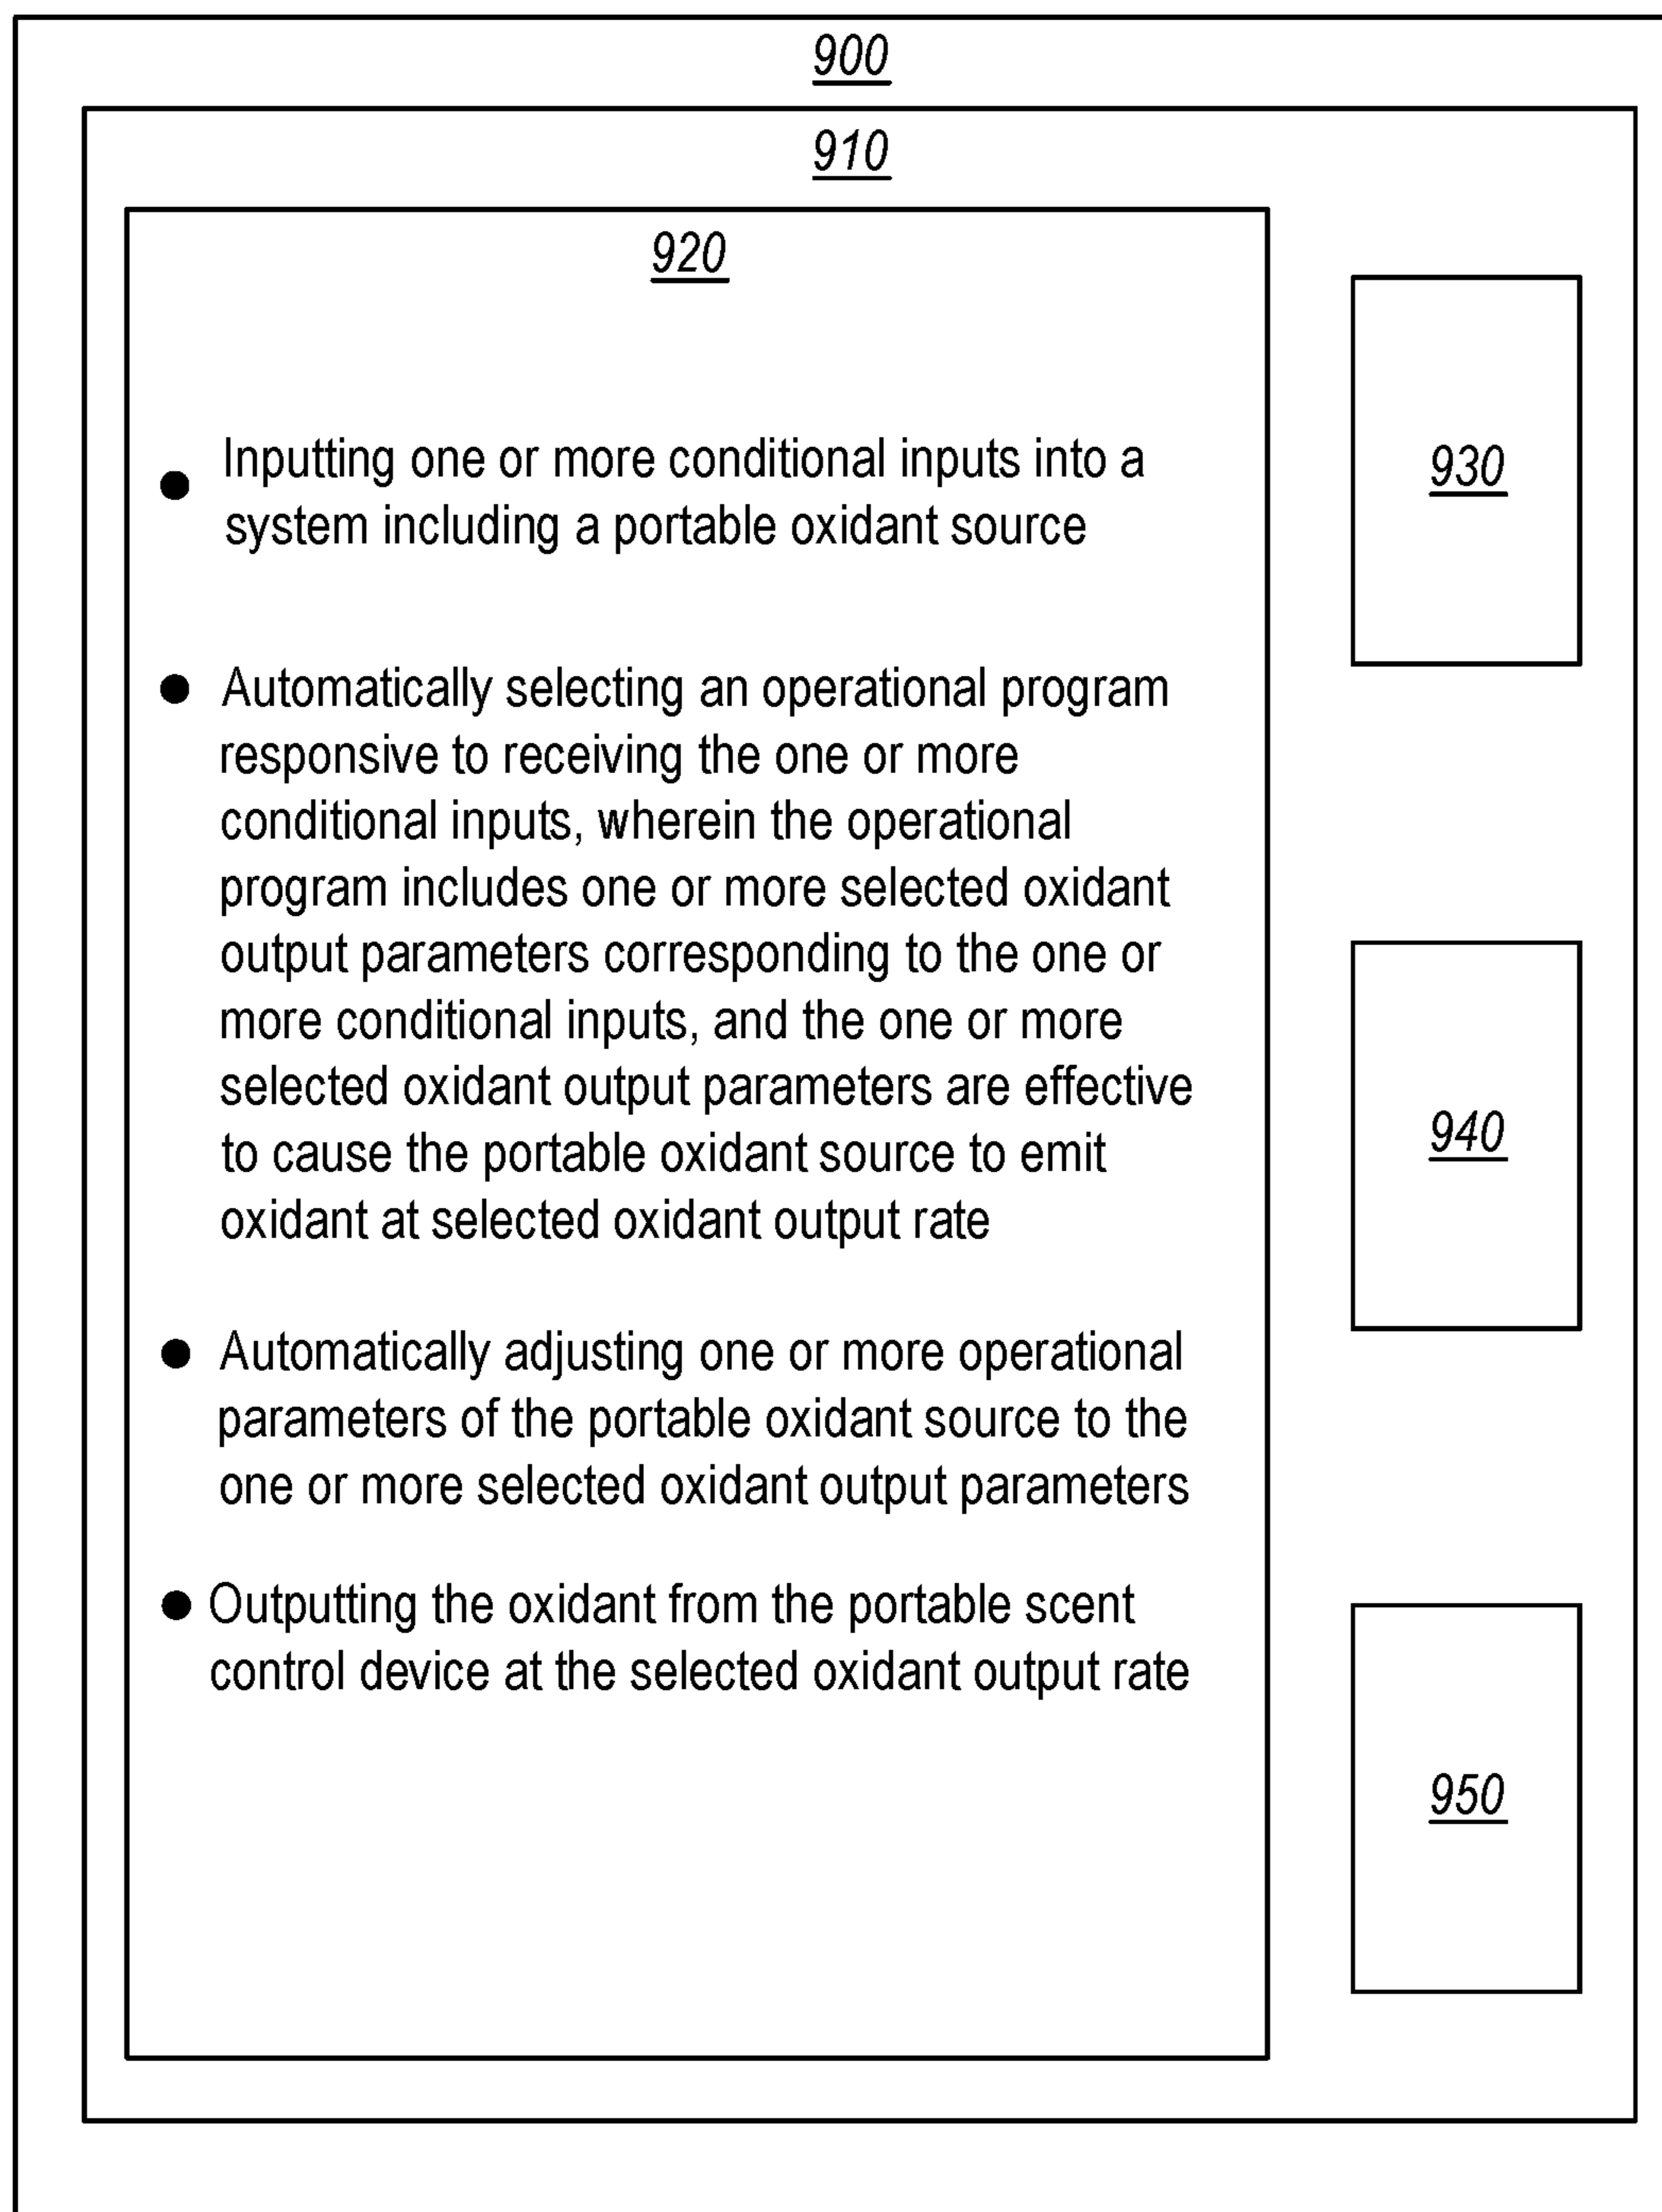 900
910
920
● Inputting one or more conditional inputs into a
system including a portable oxidant source
● Automatically selecting an operational program
responsive to receiving the one or more
conditional inputs, wherein the operational
program includes one or more selected oxidant
output parameters corresponding to the one or
more conditional inputs, and the one or more
selected oxidant output parameters are effective
to cause the portable oxidant source to emit
oxidant at selected oxidant output rate
● Automatically adjusting one or more operational
parameters of the portable oxidant source to the
one or more selected oxidant output parameters
● Outputting the oxidant from the portable scent
control device at the selected oxidant output rate
930
940
950